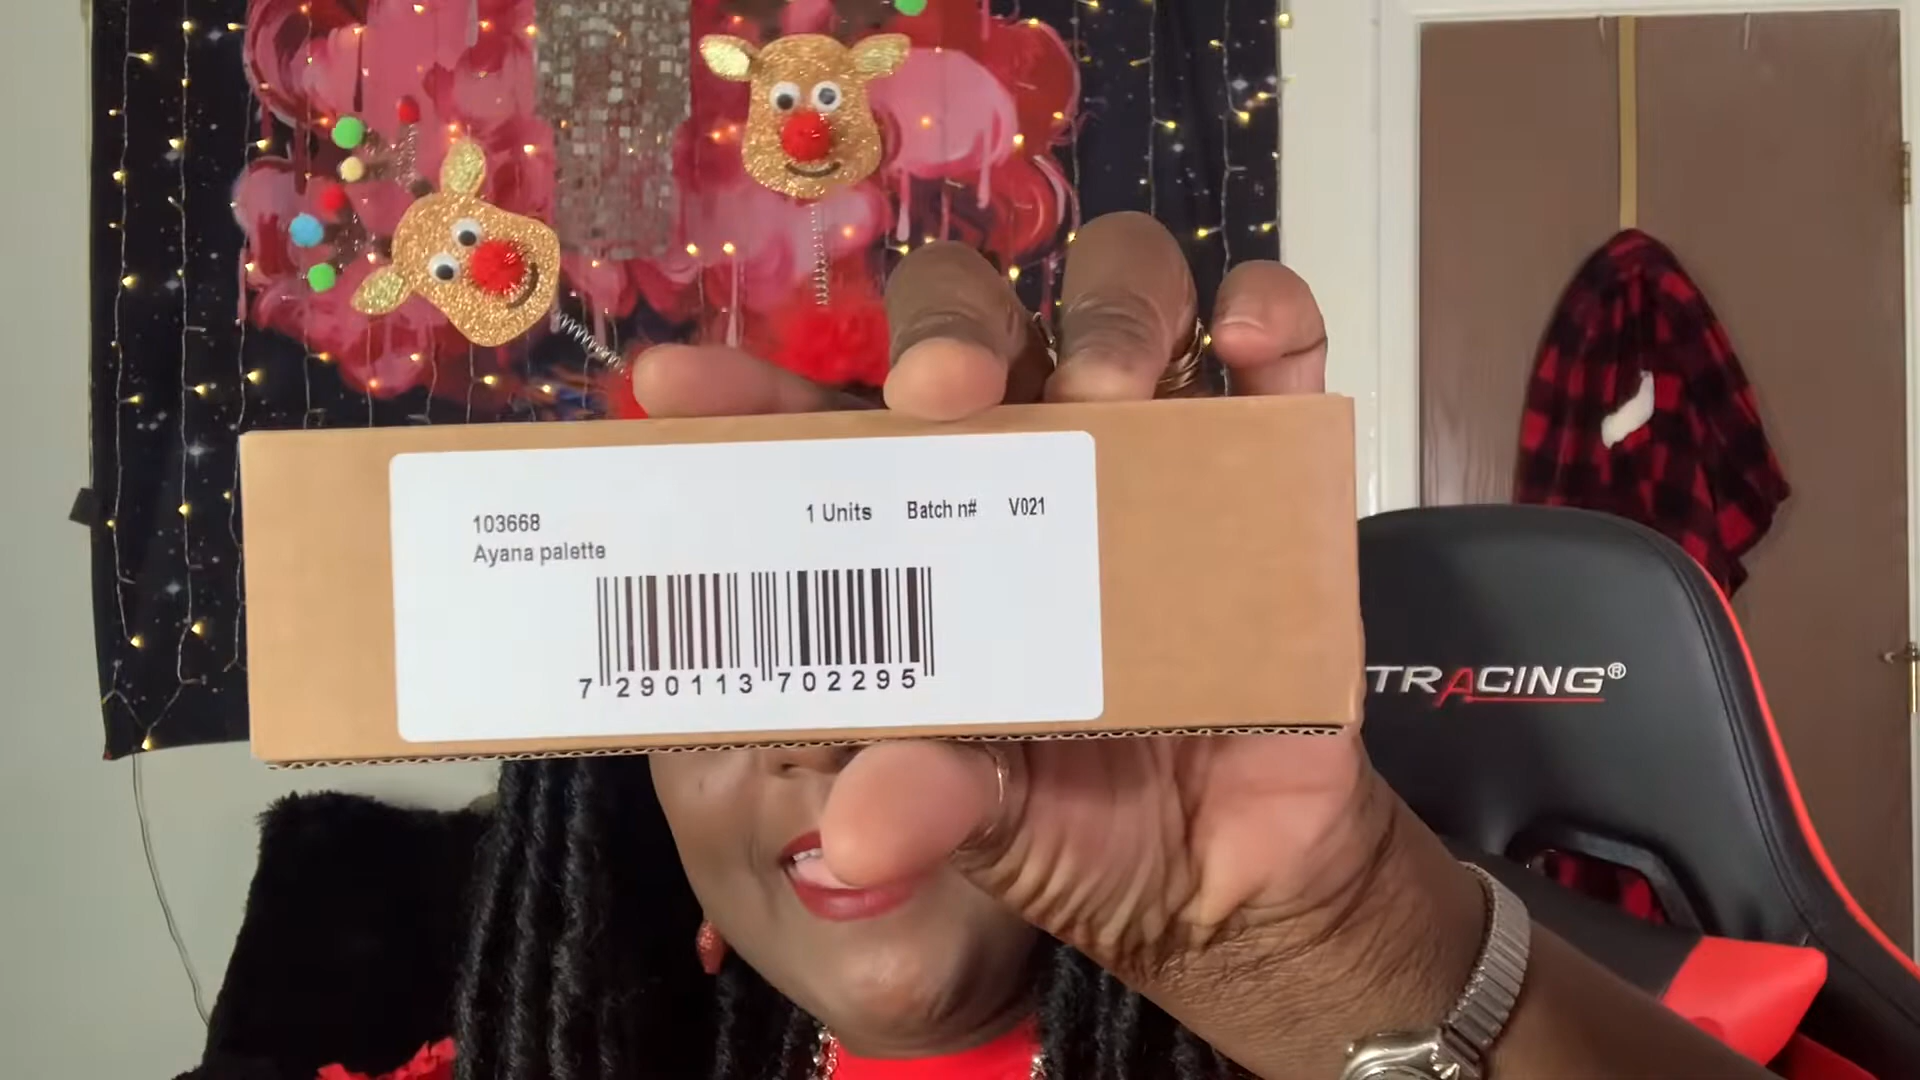 103668
1 Units Batch n# V021
Ayana palette
7 290113 702295
TRACING®